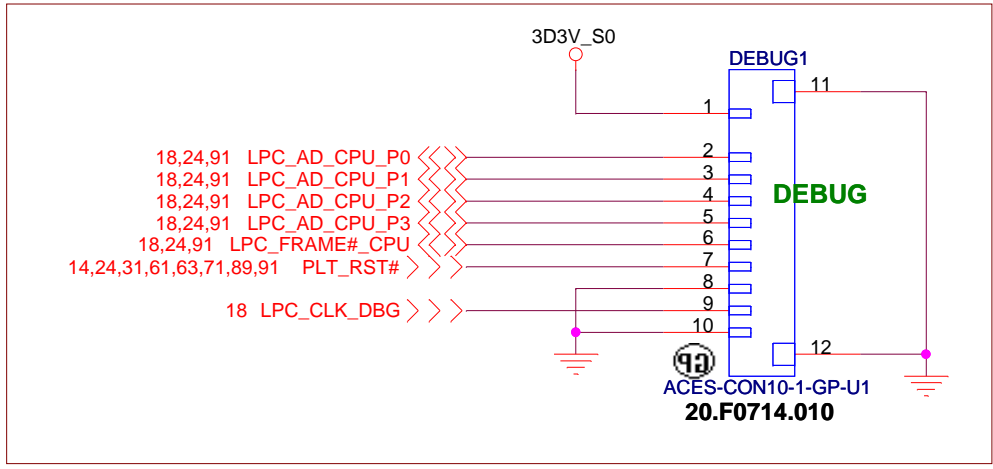 3D3V_S0
DEBUG1
1
11
18,24,91 LPC_AD_CPU_P0 2
18,24,91 LPC_AD_CPU_P1 3
18,24,91 LPC_AD_CPU_P2 4
DEBUG
18,24,91 LPC_AD_CPU_P3 5
18,24,91 LPC_FRAME#_CPU 6
14,24,31,61,63,71,89,91 PLT_RST# 7
8
18 LPC_CLK_DBG 9
10
12
GP
ACES-CON10-1-GP-U1
20.F0714.010